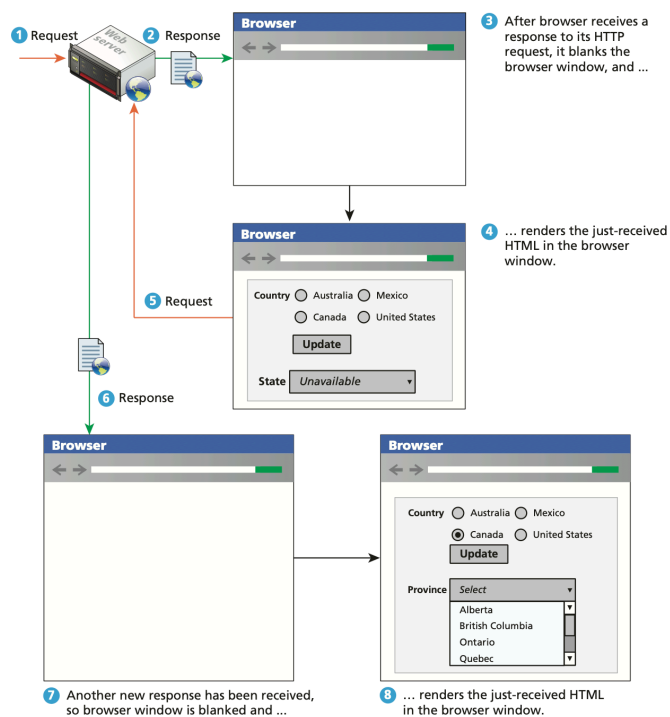 1 Request
Web
server
2 Response
Browser
3 After browser receives a
response to its HTTP
request, it blanks the
browser window, and ...
Browser
4 ... renders the just-received
HTML in the browser
window.
Country Australia Mexico
Canada United States
Update
State Unavailable
5 Request
6 Response
Browser
Browser
Country Australia Mexico
Canada United States
Update
Province Select
Alberta
British Columbia
Ontario
Quebec
7 Another new response has been received,
so browser window is blanked and ...
8 ... renders the just-received HTML
in the browser window.